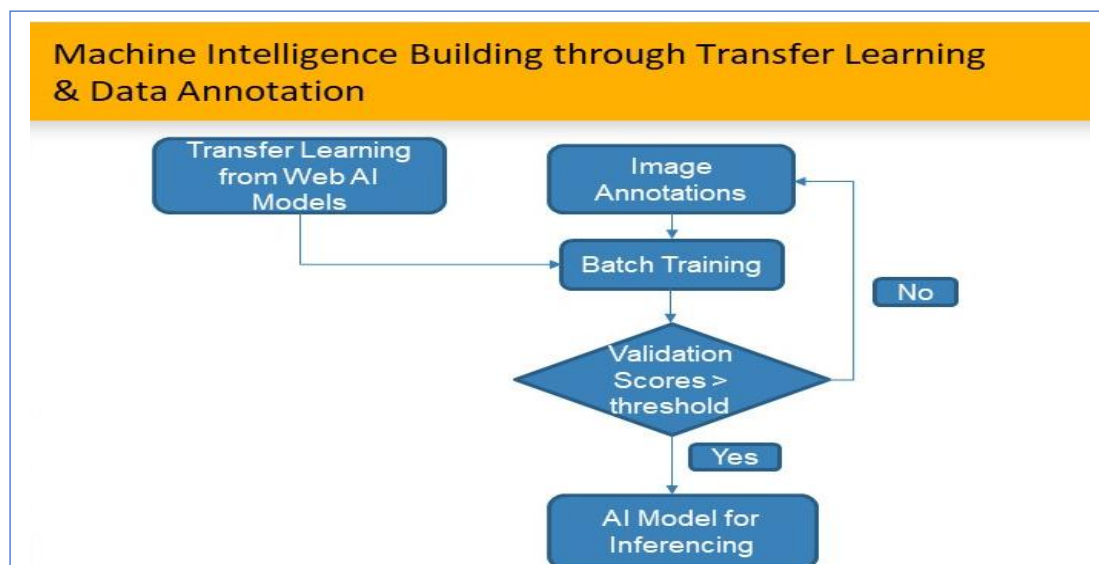 Machine Intelligence Building through Transfer Learning
& Data Annotation
Transfer Learning
from Web AI
Models
Image
Annotations
Batch Training
No
Validation
Scores >
threshold
Yes
AI Model for
Inferencing